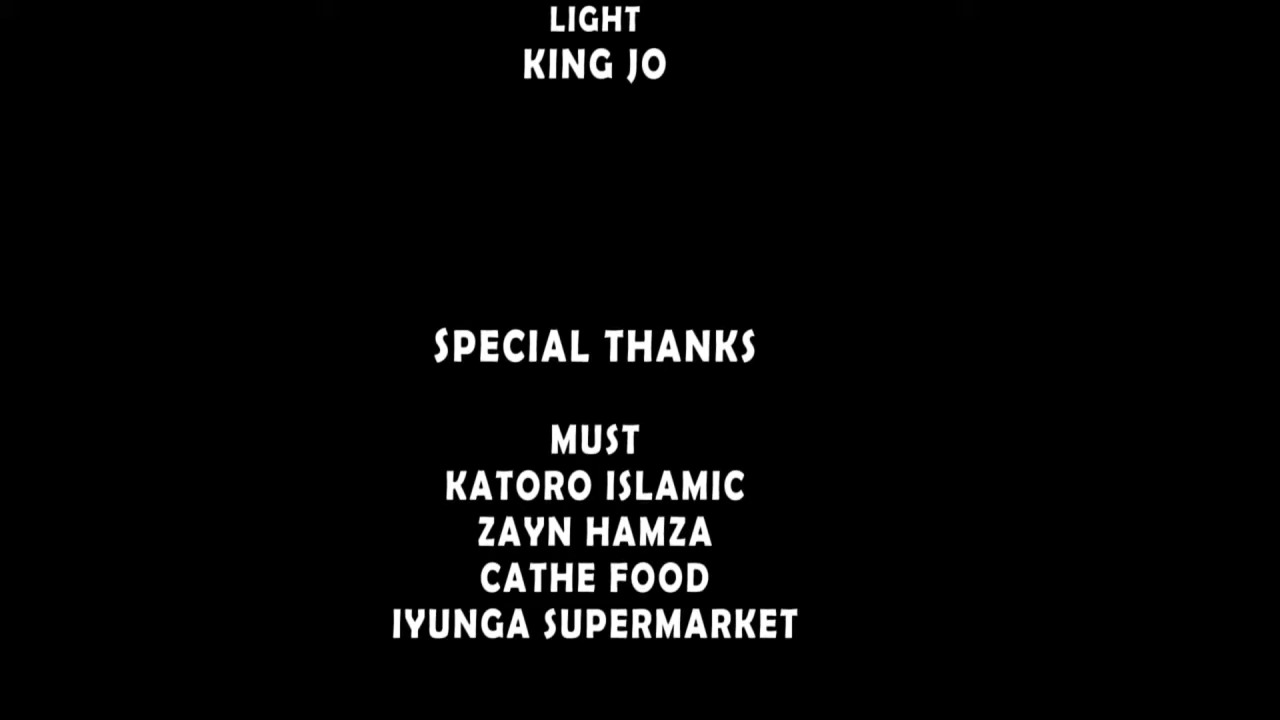 LIGHT
KING JO
SPECIAL THANKS
MUST
KATORO ISLAMIC
ZAYN HAMZA
CATHE FOOD
IYUNGA SUPERMARKET